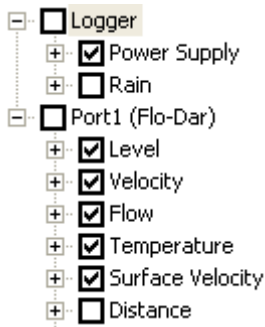 Logger
Power Supply
Rain
Port1 (Flo-Dar)
Level
Velocity
Flow
Temperature
Surface Velocity
Distance